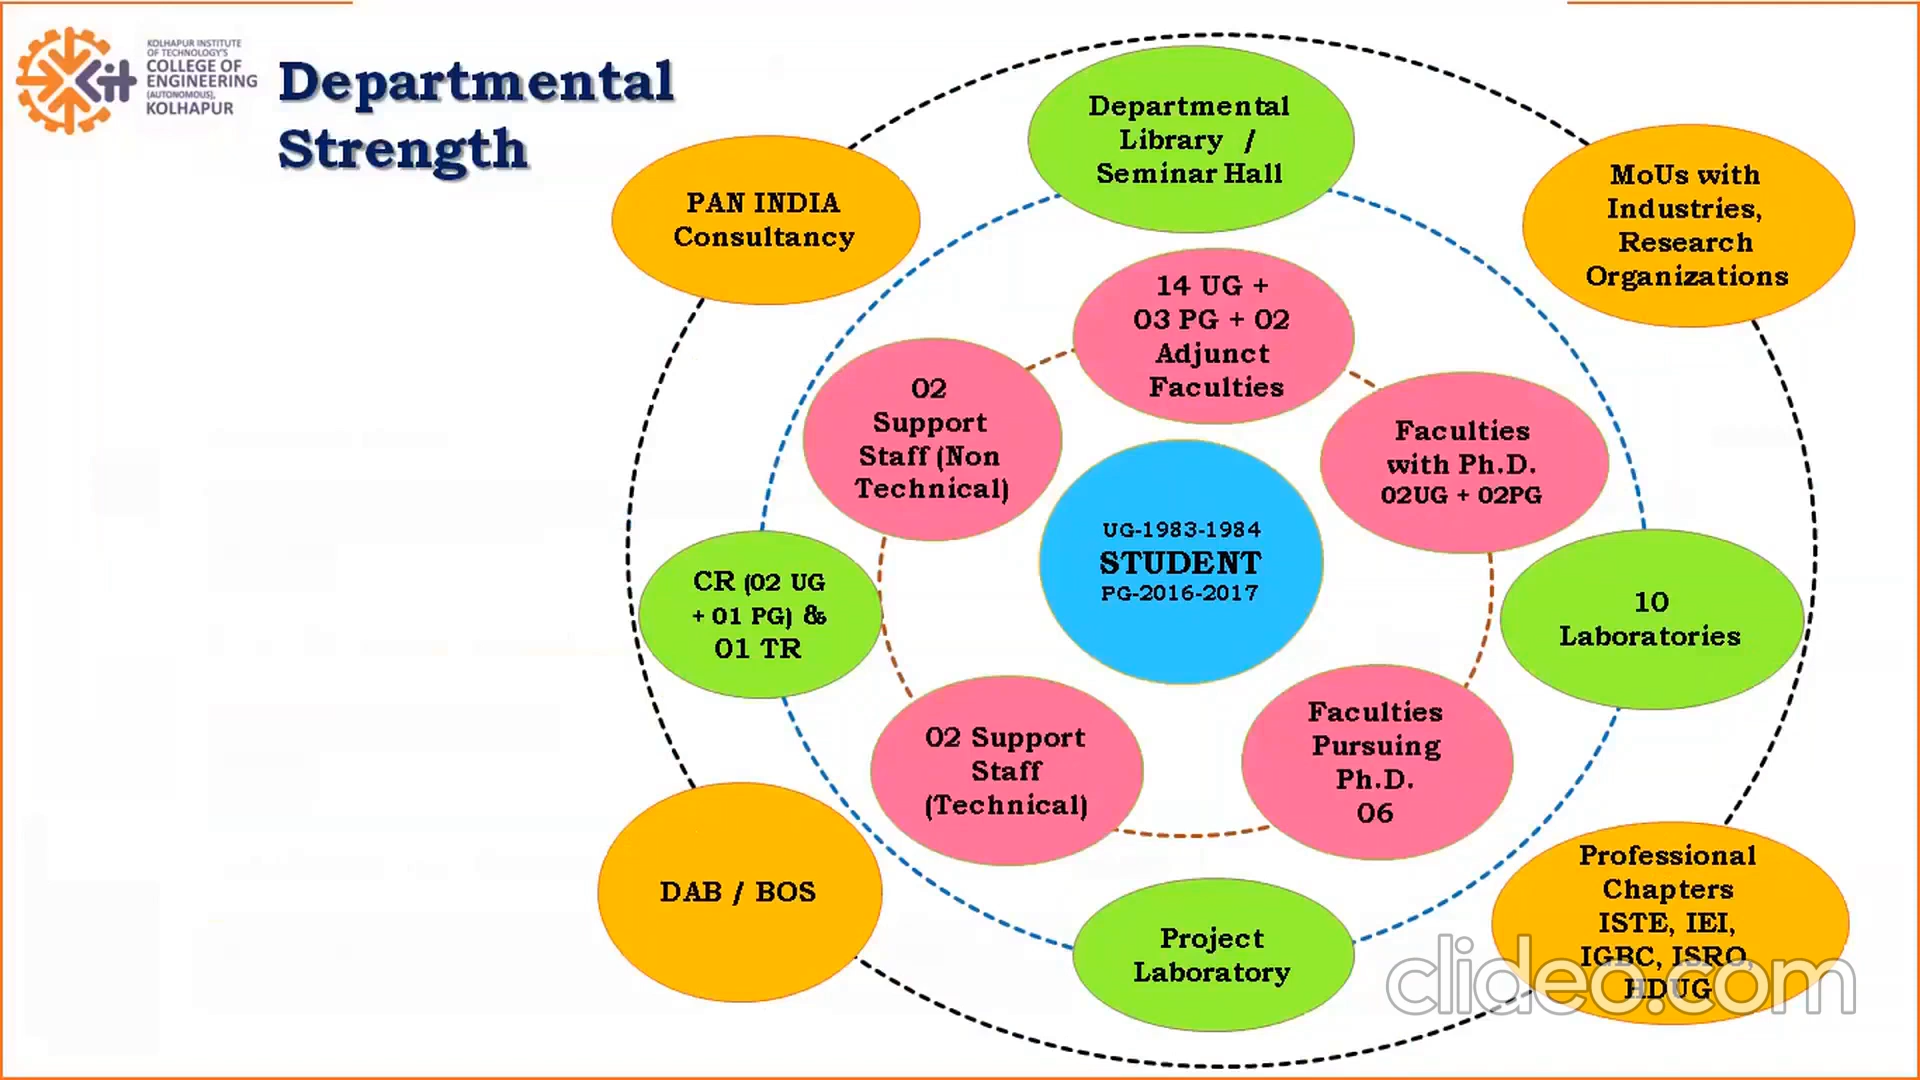 KOLHAPUR INSTITUTE
OF TECHNOLOGY'S
COLLEGE OF
ENGINEERING
(AUTONOMOUS),
KOLHAPUR
Kit
Departmental
Strength
Departmental
Library /
Seminar Hall
PAN INDIA
Consultancy
MoUs with
Industries,
Research
Organizations
14 UG +
03 PG + 02
Adjunct
Faculties
02
Support
Staff (Non
Technical)
Faculties
with Ph.D.
02UG + 02PG
UG-1983-1984
STUDENT
PG-2016-2017
CR (02 UG
+ 01 PG) &
01 TR
10
Laboratories
02 Support
Staff
(Technical)
Faculties
Pursuing
Ph.D.
06
DAB / BOS
Project
Laboratory
Professional
Chapters
ISTE, IEI,
IGBC, ISRO,
HDUG
clideo.com